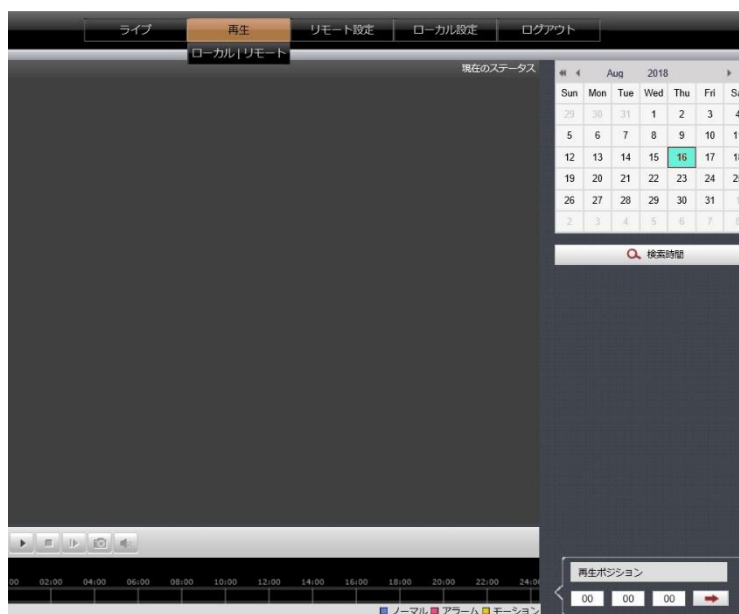 ライブ 再生 リモート設定 ローカル設定 ログアウト
ローカル | リモート
現在のステータス
Aug 2018
Sun Mon Tue Wed Thu Fri
29 30 31 1 2 3 4
5 6 7 8 9 10
12 13 14 15 16 17
19 20 21 22 23 24
26 27 28 29 30 31
2 3 4 5 6 7
検索時間
再生ポジション
02:00 04:00 06:00 08:00 10:00 12:00 14:00 16:00 18:00 20:00 22:00 24:00
00 00 00
ノーマル アラーム モーション